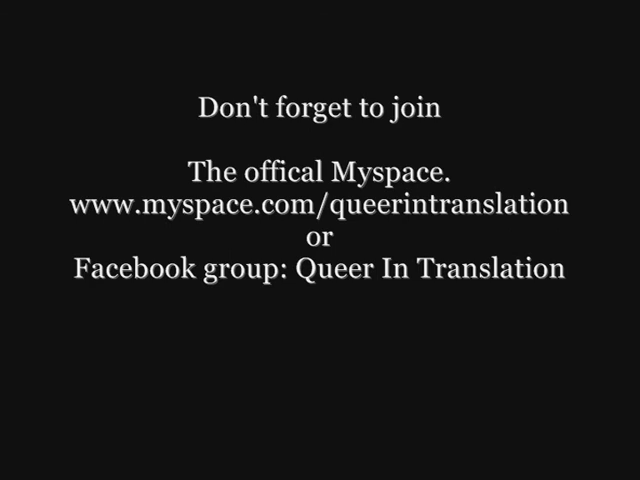 Don't forget to join
The offical Myspace.
www.myspace.com/queerintranslation
or
Facebook group: Queer In Translation